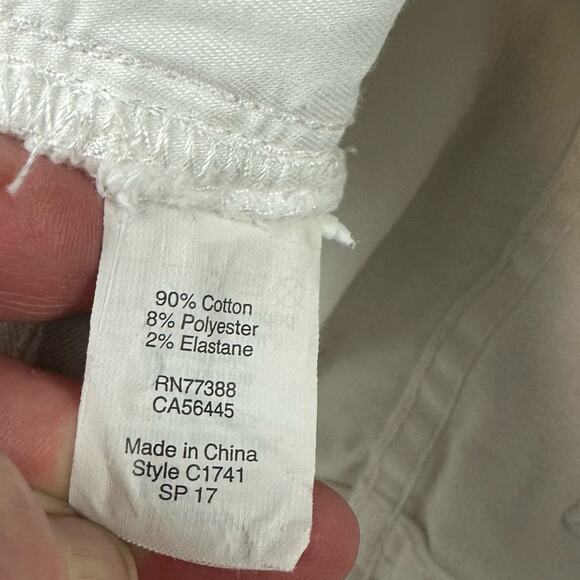 90% Cotton
8% Polyester
2% Elastane
RN77388
CA56445
Made in China
Style C1741
SP 17